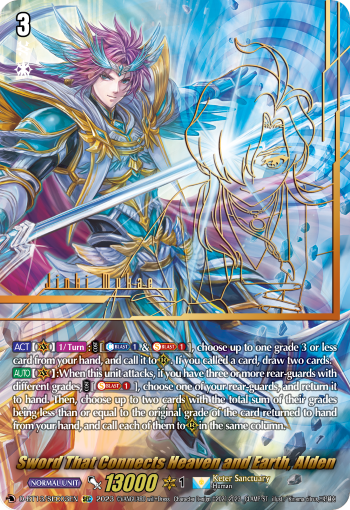 3
ACT 1/Turn [BLAST 1 & BLAST 1], choose up to one grade 3 or less
card from your hand, and call it to . If you called a card, draw two cards.
AUTO :When this unit attacks, if you have three or more rear-guards with
different grades, [BLAST 1], choose one of your rear-guards, and return it
to hand. Then, choose up to two cards with the total sum of their grades
being less than or equal to the original grade of the card returned to hand
from your hand, and call each of them to in the same column.
Sword That Connects Heaven and Earth, Alden
NORMAL UNIT 13000 1 Keter Sanctuary
Human